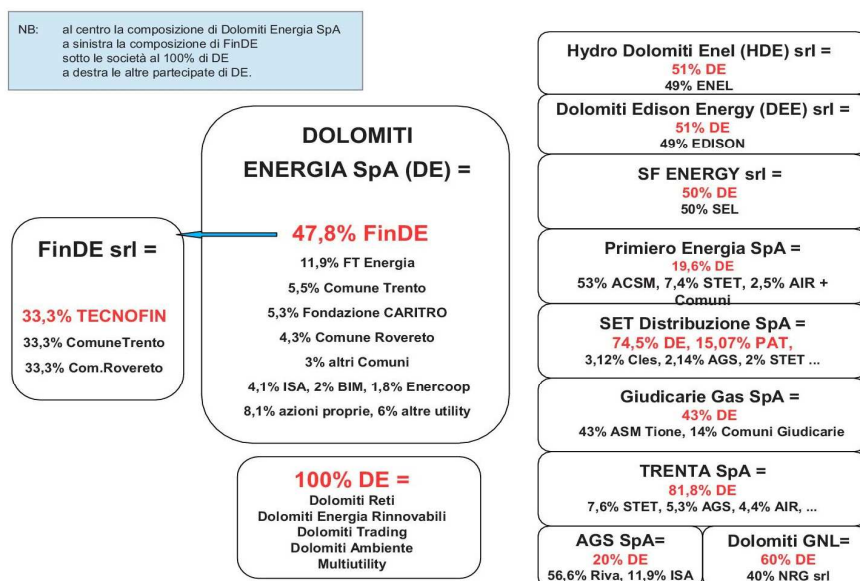 NB: al centro la composizione di Dolomiti Energia SpA
a sinistra la composizione di FinDE
sotto le società al 100% di DE
a destra le altre partecipate di DE.
FinDE srl =
33,3% TECNOFIN
33,3% ComuneTrento
33,3% Com.Rovereto
DOLOMITI
ENERGIA SpA (DE) =
47,8% FinDE
11,9% FT Energia
5,5% Comune Trento
5,3% Fondazione CARITRO
4,3% Comune Rovereto
3% altri Comuni
4,1% ISA, 2% BIM, 1,8% Enercoop
8,1% azioni proprie, 6% altre utility
100% DE =
Dolomiti Reti
Dolomiti Energia Rinnovabili
Dolomiti Trading
Dolomiti Ambiente
Multiutility
Hydro Dolomiti Enel (HDE) srl =
51% DE
49% ENEL
Dolomiti Edison Energy (DEE) srl =
51% DE
49% EDISON
SF ENERGY srl =
50% DE
50% SEL
Primiero Energia SpA =
19,6% DE
53% ACSM, 7,4% STET, 2,5% AIR +
Comuni
SET Distribuzione SpA =
74,5% DE, 15,07% PAT,
3,12% Cles, 2,14% AGS, 2% STET ...
Giudicarie Gas SpA =
43% DE
43% ASM Tione, 14% Comuni Giudicarie
TRENTA SpA =
81,8% DE
7,6% STET, 5,3% AGS, 4,4% AIR, ...
AGS SpA=
20% DE
56,6% Riva, 11,9% ISA
Dolomiti GNL=
60% DE
40% NRG srl